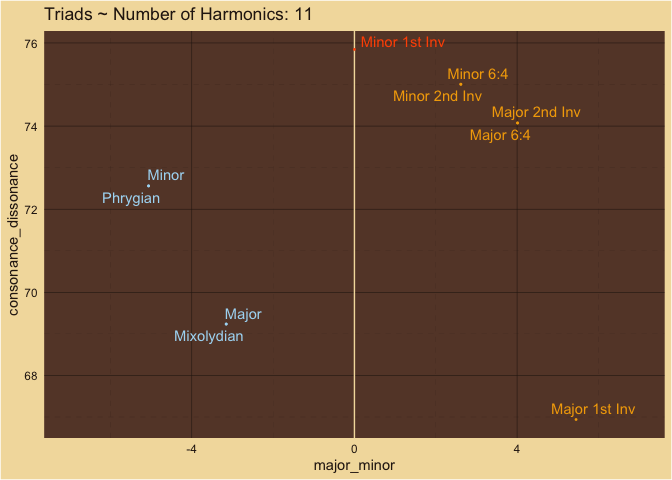 Triads ~ Number of Harmonics: 11
76
Minor 1st Inv
Minor 6:4
Minor 2nd Inv
Major 2nd Inv
74
Major 6:4
Minor
Phrygian
72
consonance_dissonance
70
Major
Mixolydian
68
Major 1st Inv
-4
0
4
major_minor